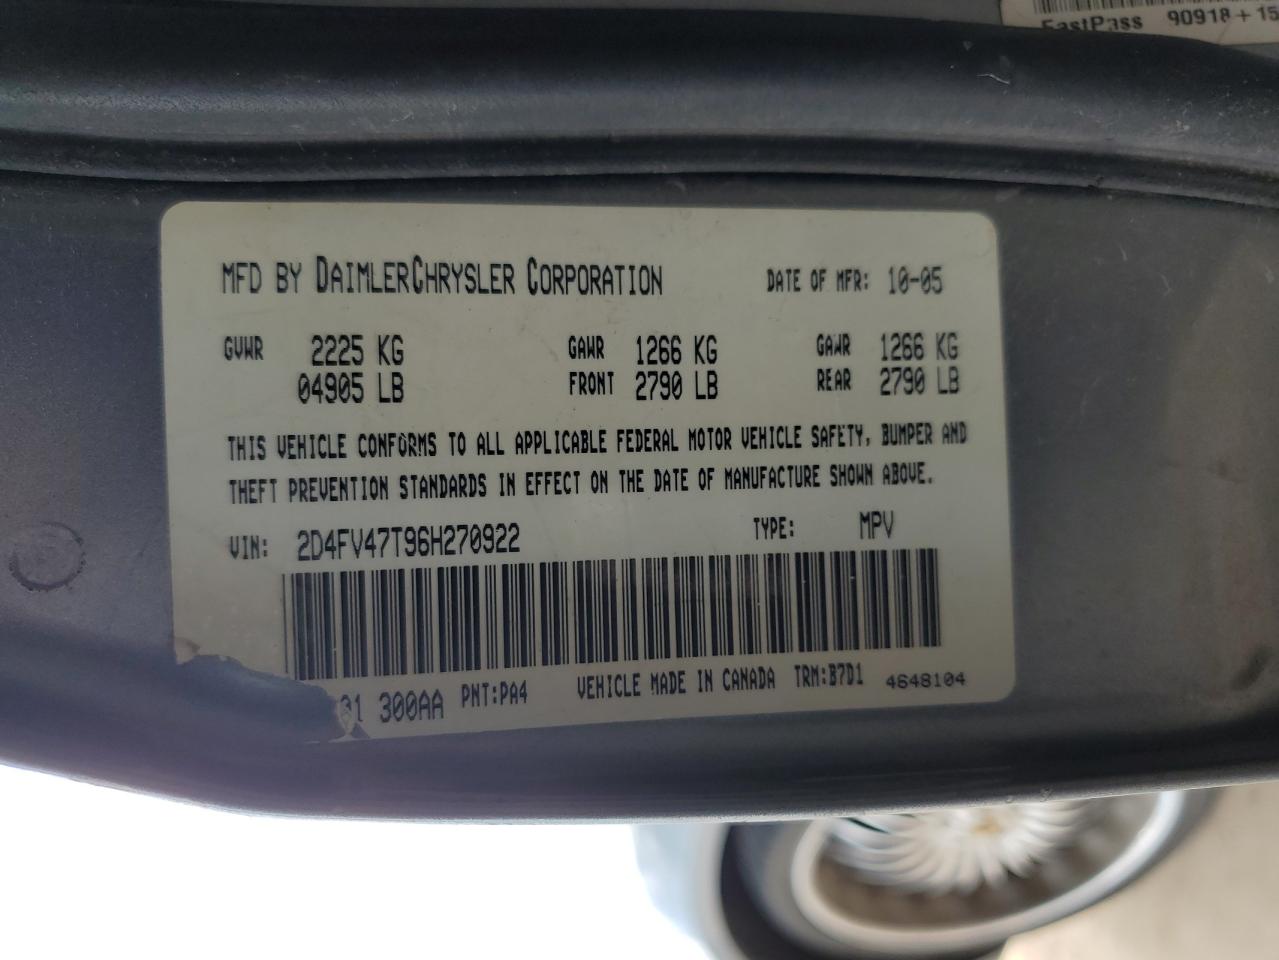 FastPass 90918+15
MFD BY DAIMLERCHRYSLER CORPORATION DATE OF MFR: 10-05
GVWR 2225 KG GAWR 1266 KG GAWR 1266 KG
04905 LB FRONT 2790 LB REAR 2790 LB
THIS VEHICLE CONFORMS TO ALL APPLICABLE FEDERAL MOTOR VEHICLE SAFETY, BUMPER AND
THEFT PREVENTION STANDARDS IN EFFECT ON THE DATE OF MANUFACTURE SHOWN ABOVE.
VIN: 2D4FV47T96H270922 TYPE: MPV
300AA PNT:PA4 VEHICLE MADE IN CANADA TRM:B7D1 4648104